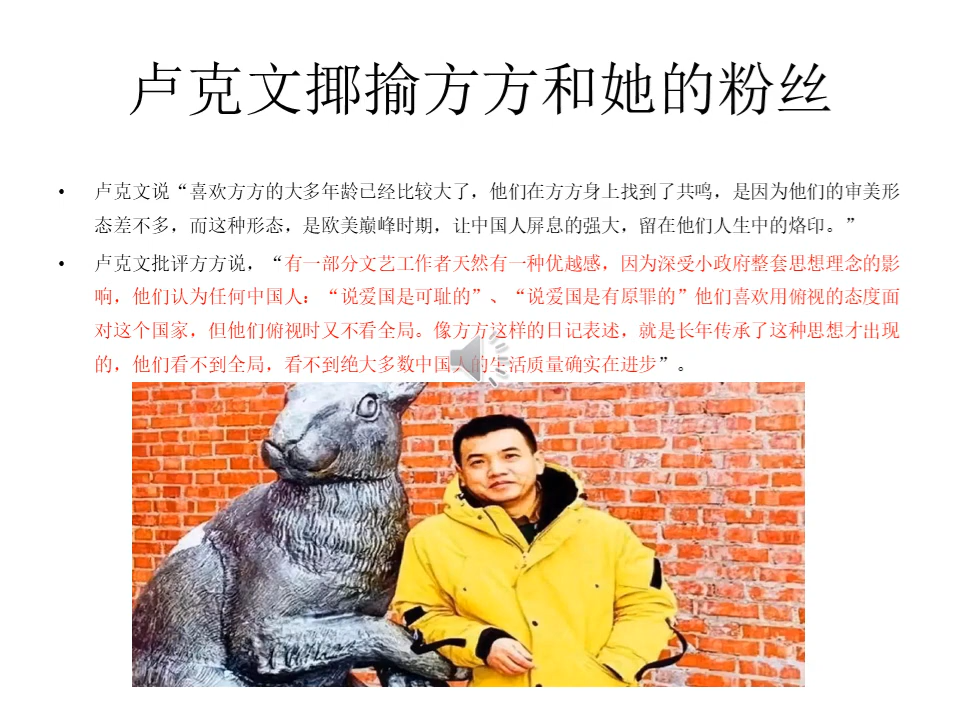 卢克文揶揄方方和她的粉丝
• 卢克文说“喜欢方方的大多年龄已经比较大了，他们在方方身上找到了共鸣，是因为他们的审美形
态差不多，而这种形态，是欧美巅峰时期，让中国人屏息的强大，留在他们人生中的烙印。”
• 卢克文批评方方说，“有一部分文艺工作者天然有一种优越感，因为深受小政府整套思想理念的影
响，他们认为任何中国人：“说爱国是可耻的”、“说爱国是有原罪的”他们喜欢用俯视的态度面
对这个国家，但他们俯视时又不看全局。像方方这样的日记表述，就是长年传承了这种思想才出现
的，他们看不到全局，看不到绝大多数中国人的生活质量确实在进步”。